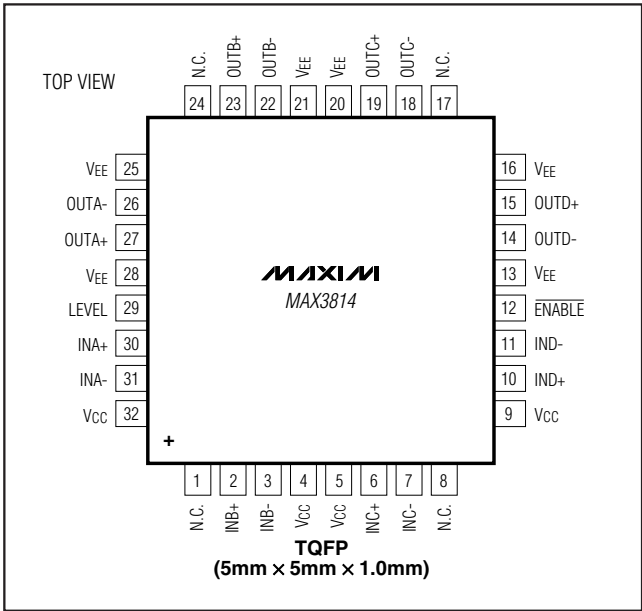 TOP VIEW
N.C. OUTB+ OUTB- VEE VEE OUTC+ OUTC- N.C.
24 23 22 21 20 19 18 17
VEE 25
OUTA- 26
OUTA+ 27
VEE 28
LEVEL 29
INA+ 30
INA- 31
VCC 32
MAXIM
MAX3814
16 VEE
15 OUTD+
14 OUTD-
13 VEE
12 ENABLE
11 IND-
10 IND+
9 VCC
+
1 2 3 4 5 6 7 8
N.C. INB+ INB- VCC VCC INC+ INC- N.C.
TQFP
(5mm × 5mm × 1.0mm)